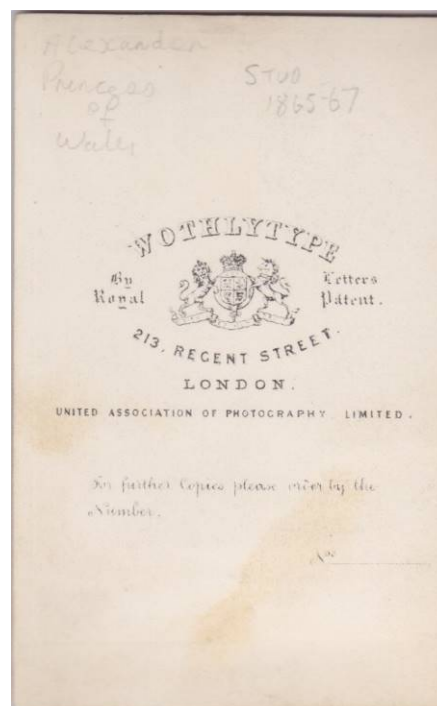 Alexandra
Princess
of
Wales
STUD
1865-67
WOTHLYTYPE
By Royal
Letters Patent.
213, REGENT STREET.
LONDON.
UNITED ASSOCIATION OF PHOTOGRAPHY LIMITED.
For further Copies please order by the
Number.
No